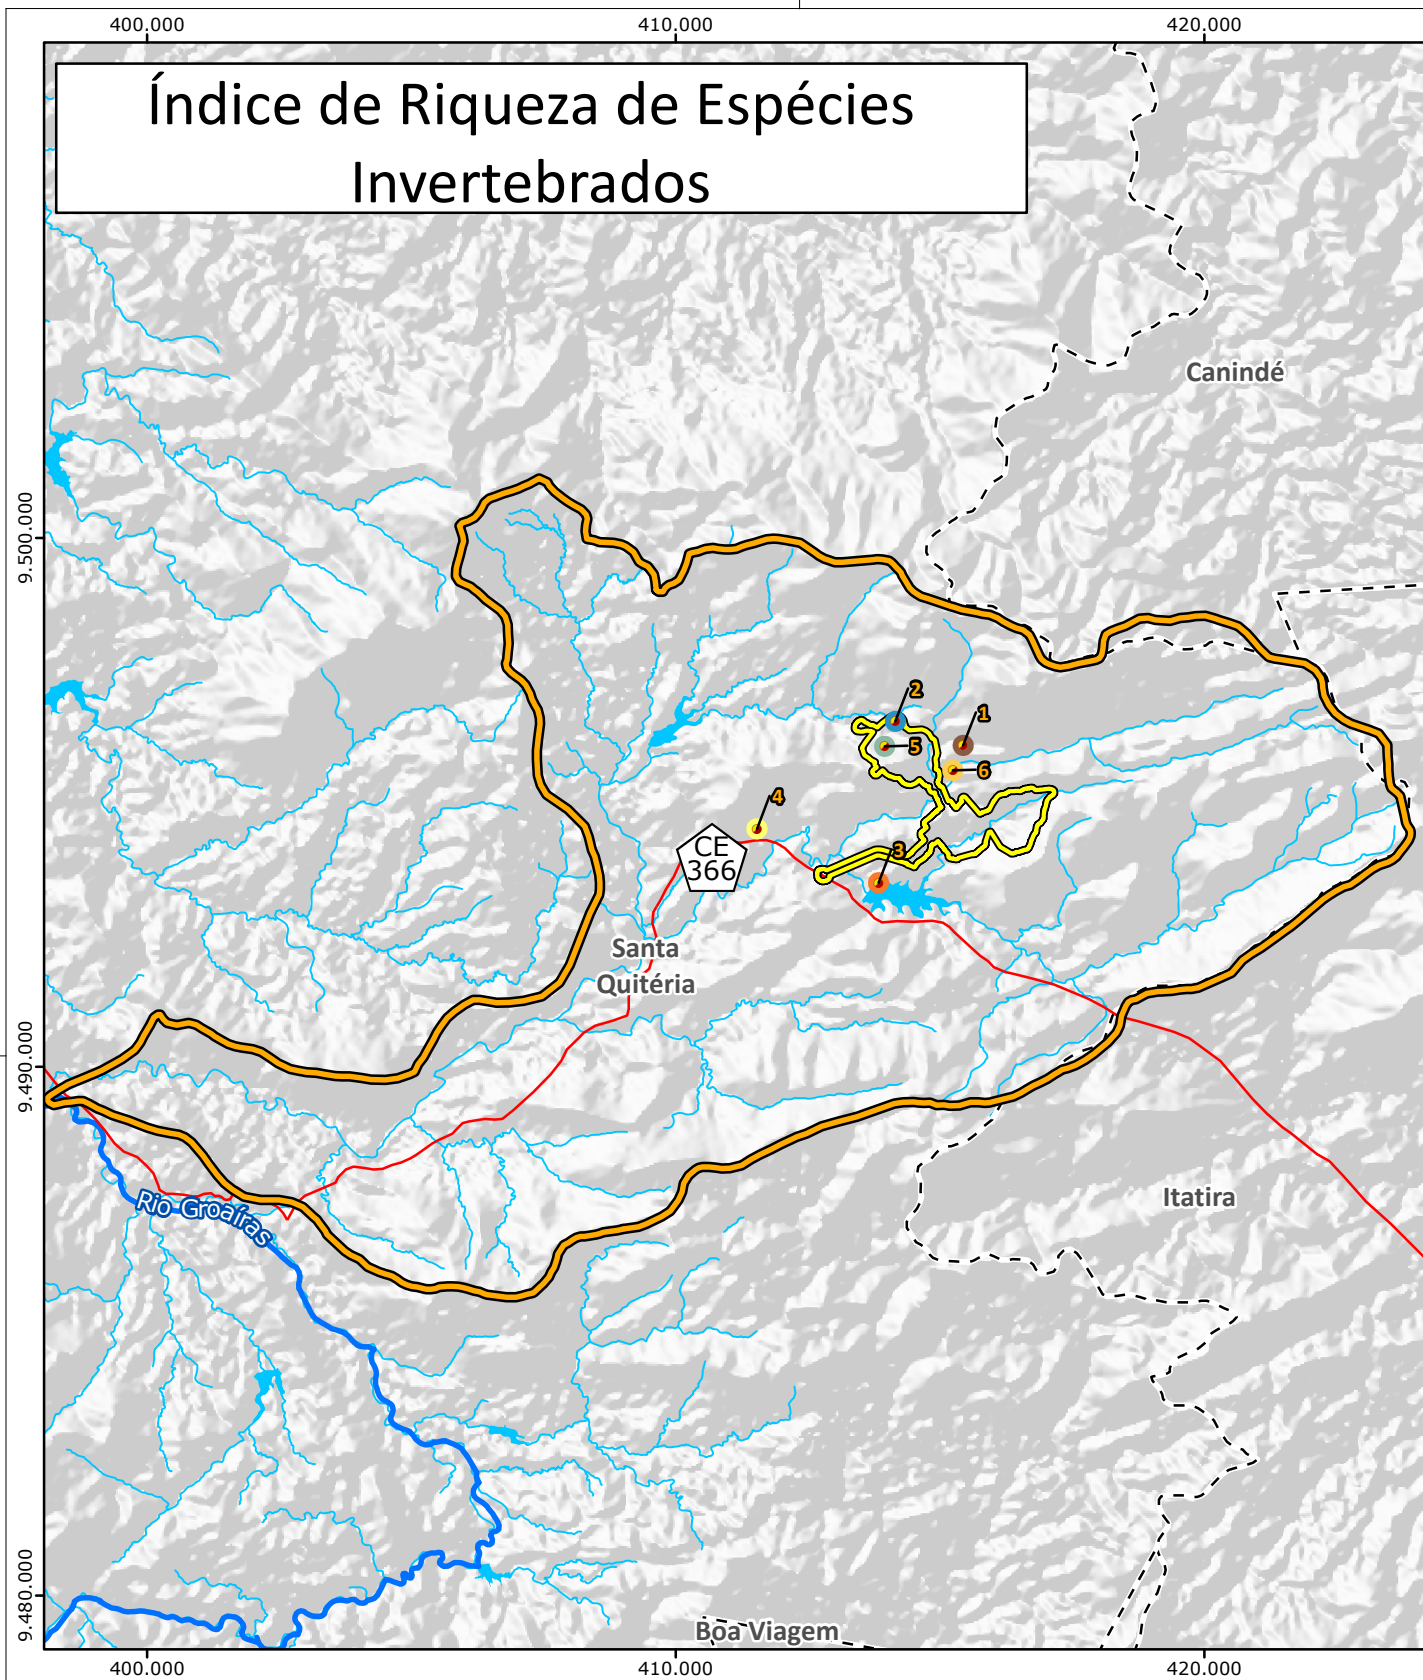 400.000
410.000
420.000
Índice de Riqueza de Espécies
Invertebrados
Canindé
9.500.000
2
1
5
6
4
CE
366
3
Santa
Quitéria
9.490.000
Rio Groaíras
Itatira
9.480.000
Boa Viagem
400.000
410.000
420.000